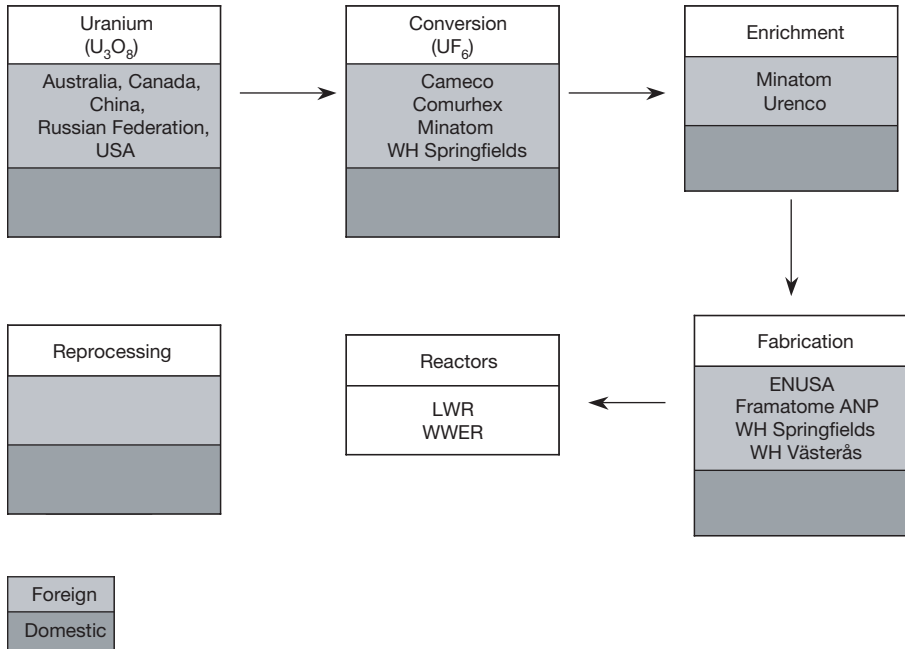 Uranium
(U₃O₈)
Australia, Canada,
China,
Russian Federation,
USA
Conversion
(UF₆)
Cameco
Comurhex
Minatom
WH Springfields
Enrichment
Minatom
Urenco
Fabrication
ENUSA
Framatome ANP
WH Springfields
WH Västerås
Reactors
LWR
WWER
Reprocessing
Foreign
Domestic